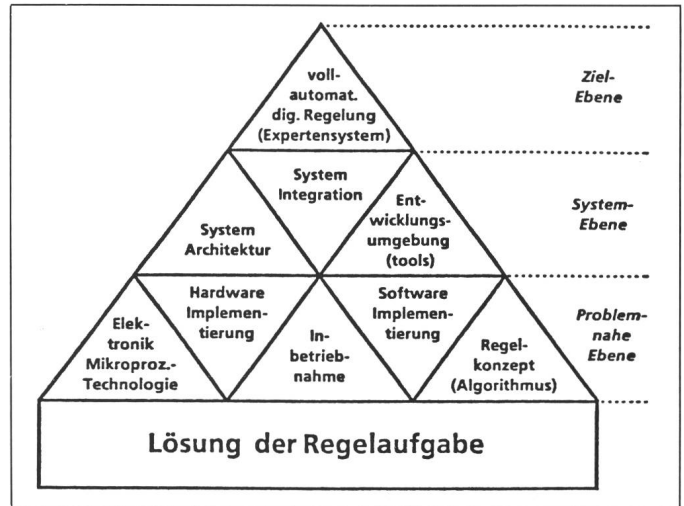 voll-
automat.
dig. Regelung
(Expertensystem)
Ziel-
Ebene
System
Integration
System
Architektur
Ent-
wicklungs-
umgebung
(tools)
System-
Ebene
Elek-
tronik
Mikroproz.-
Technologie
Hardware
Implemen-
tierung
In-
betrieb-
nahme
Software
Implemen-
tierung
Regel-
konzept
(Algorithmus)
Problem-
nahe
Ebene
Lösung der Regelaufgabe